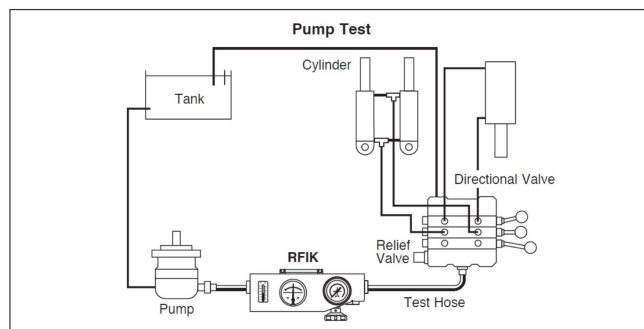 Pump Test
Cylinder
Tank
Directional Valve
Relief
Valve
RFIK
Test Hose
Pump